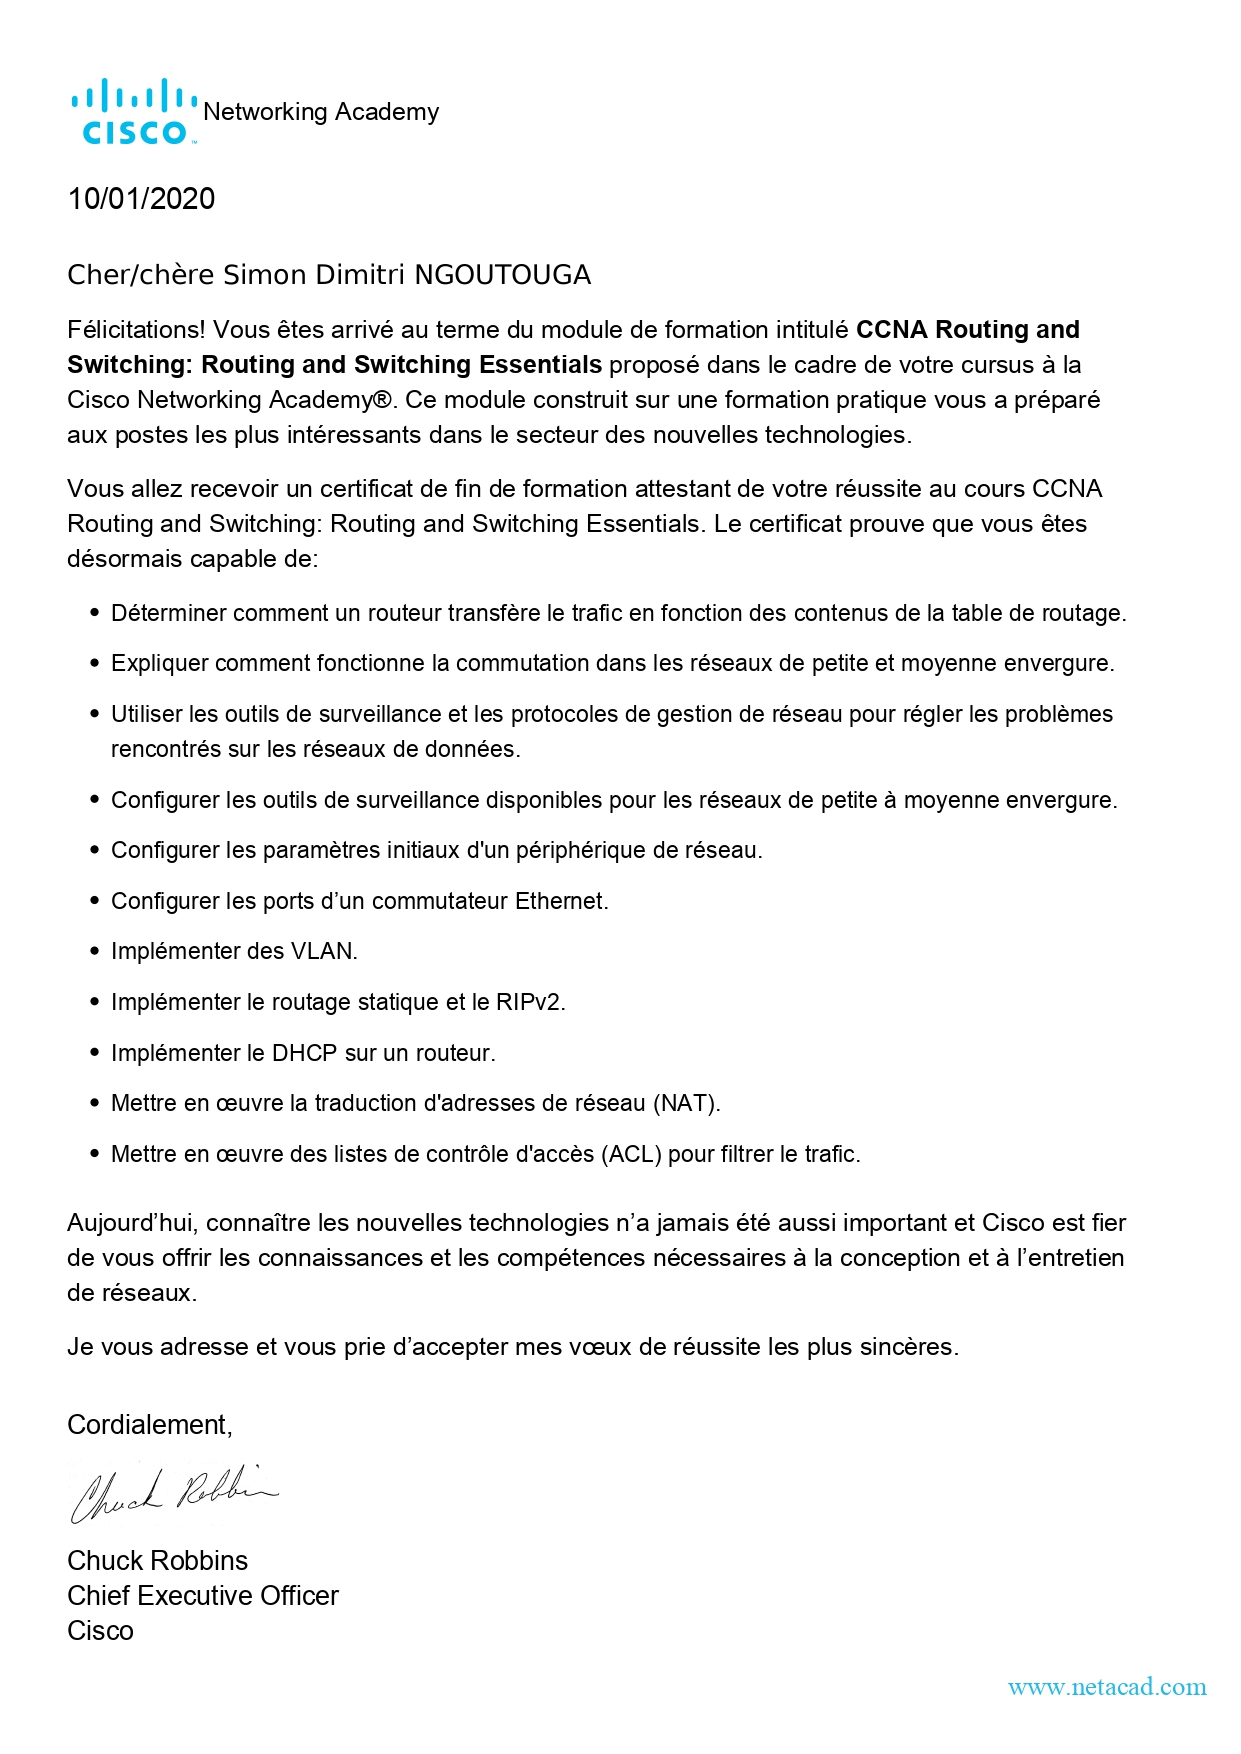 CISCO™ Networking Academy
10/01/2020
Cher/chère Simon Dimitri NGOUTOUGA
Félicitations! Vous êtes arrivé au terme du module de formation intitulé CCNA Routing and
Switching: Routing and Switching Essentials proposé dans le cadre de votre cursus à la
Cisco Networking Academy®. Ce module construit sur une formation pratique vous a préparé
aux postes les plus intéressants dans le secteur des nouvelles technologies.
Vous allez recevoir un certificat de fin de formation attestant de votre réussite au cours CCNA
Routing and Switching: Routing and Switching Essentials. Le certificat prouve que vous êtes
désormais capable de:
• Déterminer comment un routeur transfère le trafic en fonction des contenus de la table de routage.
• Expliquer comment fonctionne la commutation dans les réseaux de petite et moyenne envergure.
• Utiliser les outils de surveillance et les protocoles de gestion de réseau pour régler les problèmes
rencontrés sur les réseaux de données.
• Configurer les outils de surveillance disponibles pour les réseaux de petite à moyenne envergure.
• Configurer les paramètres initiaux d'un périphérique de réseau.
• Configurer les ports d’un commutateur Ethernet.
• Implémenter des VLAN.
• Implémenter le routage statique et le RIPv2.
• Implémenter le DHCP sur un routeur.
• Mettre en œuvre la traduction d'adresses de réseau (NAT).
• Mettre en œuvre des listes de contrôle d'accès (ACL) pour filtrer le trafic.
Aujourd’hui, connaître les nouvelles technologies n’a jamais été aussi important et Cisco est fier
de vous offrir les connaissances et les compétences nécessaires à la conception et à l’entretien
de réseaux.
Je vous adresse et vous prie d’accepter mes vœux de réussite les plus sincères.
Cordialement,
Chuck Robbins
Chuck Robbins
Chief Executive Officer
Cisco
www.netacad.com